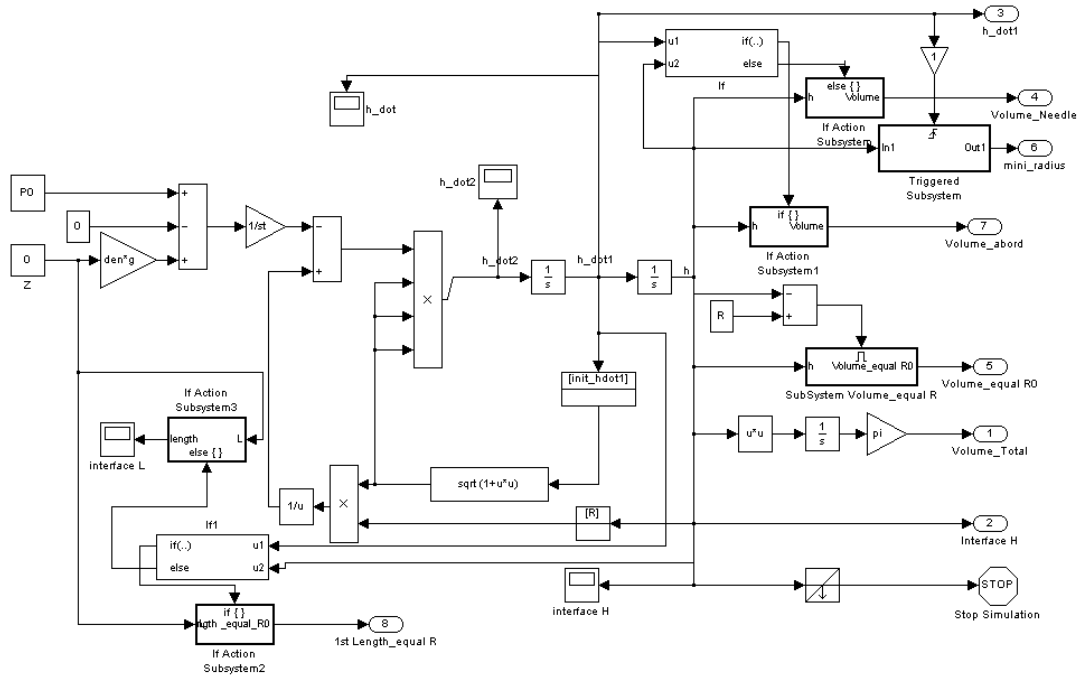 3
h_dot1
u1
if(..)
u2
else
If
1
h_dot
else { }
h
Volume
If Action
Subsystem
4
Volume_Needle
In1
Out1
Triggered
Subsystem
6
mini_radius
P0
+
0
−
den*g
+
0
Z
1/st
−
+
h_dot2
×
h_dot2
1
s
h_dot1
1
s
h
if { }
h
Volume
If Action
Subsystem1
7
Volume_abord
−
+
R
h
Volume_equal R0
SubSystem Volume_equal R
5
Volume_equal R0
[init_hdot1]
If Action
Subsystem3
length
L
else { }
interface L
u*u
1
s
pi
1
Volume_Total
sqrt(1+u*u)
1/u
×
[R]
2
Interface H
If1
if(..)
u1
else
u2
interface H
STOP
Stop Simulation
if { }
_equal_R0
If Action
Subsystem2
8
1st Length_equal R